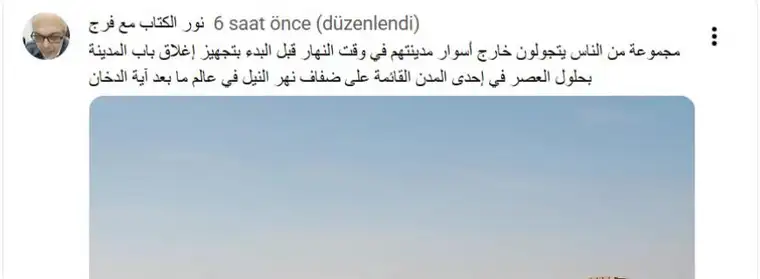 نور الكتاب مع فرج 6 saat önce (düzenlendi)
مجموعة من الناس يتجولون خارج أسوار مدينتهم في وقت النهار قبل البدء بتجهيز إغلاق باب المدينة
بحلول العصر في إحدى المدن القائمة على ضفاف نهر النيل في عالم ما بعد آية الدخان